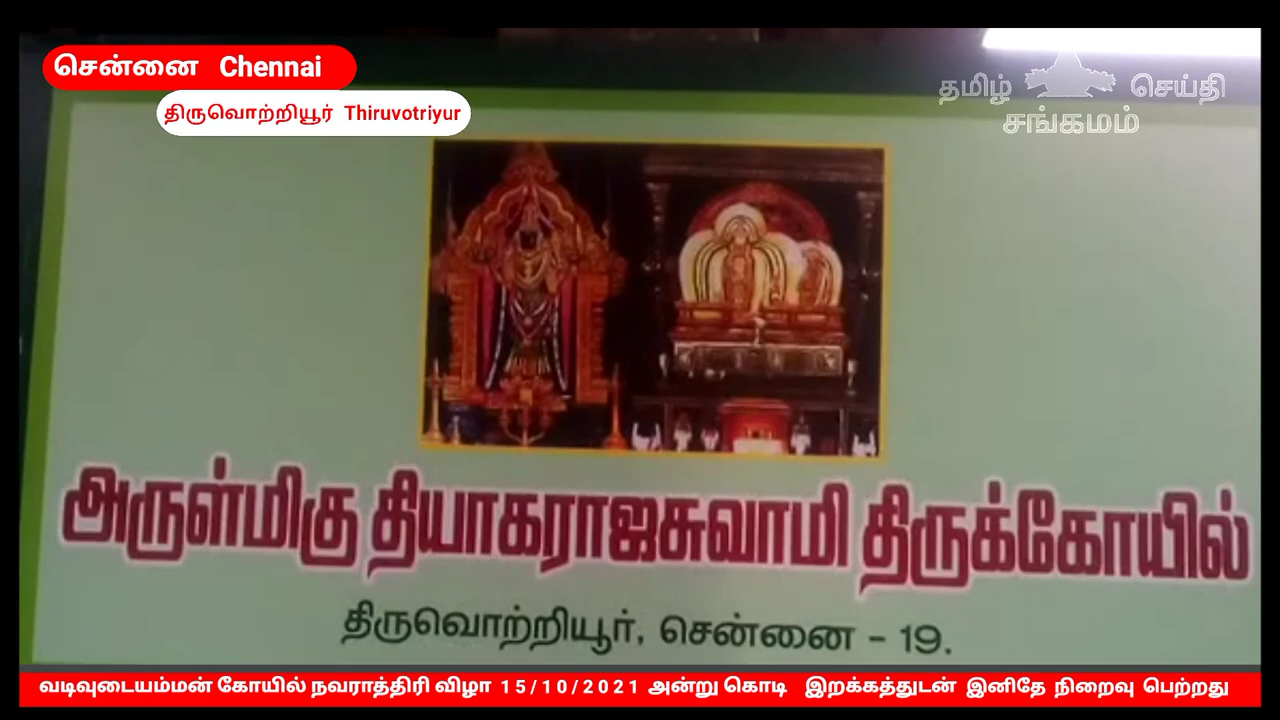 சென்னை Chennai
திருவொற்றியூர் Thiruvotriyur
தமிழ் செய்தி
சங்கமம்
அருள்மிகு தியாகராஜசுவாமி திருக்கோயில்
திருவொற்றியூர், சென்னை - 19.
வடிவுடையம்மன் கோயில் நவராத்திரி விழா 15/10/2021 அன்று கொடி இறக்கத்துடன் இனிதே நிறைவு பெற்றது